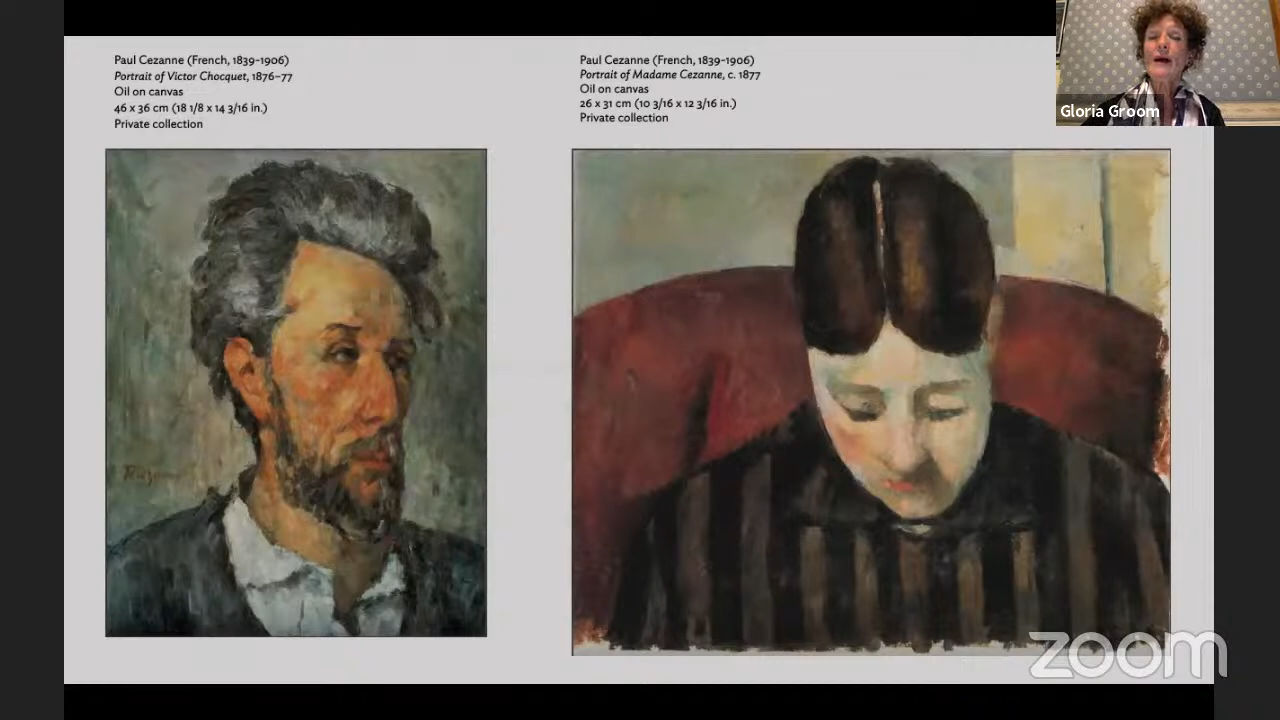 Paul Cezanne (French, 1839-1906)
Portrait of Victor Chocquet, 1876–77
Oil on canvas
46 x 36 cm (18 1/8 x 14 3/16 in.)
Private collection
Paul Cezanne (French, 1839-1906)
Portrait of Madame Cezanne, c. 1877
Oil on canvas
26 x 31 cm (10 3/16 x 12 3/16 in.)
Private collection
Gloria Groom
zoom